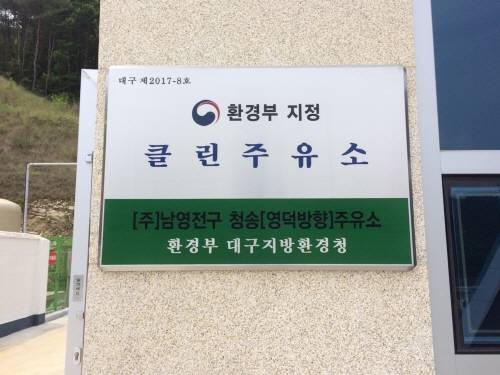 대구 제2017-8호
환경부 지정
클린주유소
[주]남영전구 청송[영덕방향]주유소
환경부 대구지방환경청